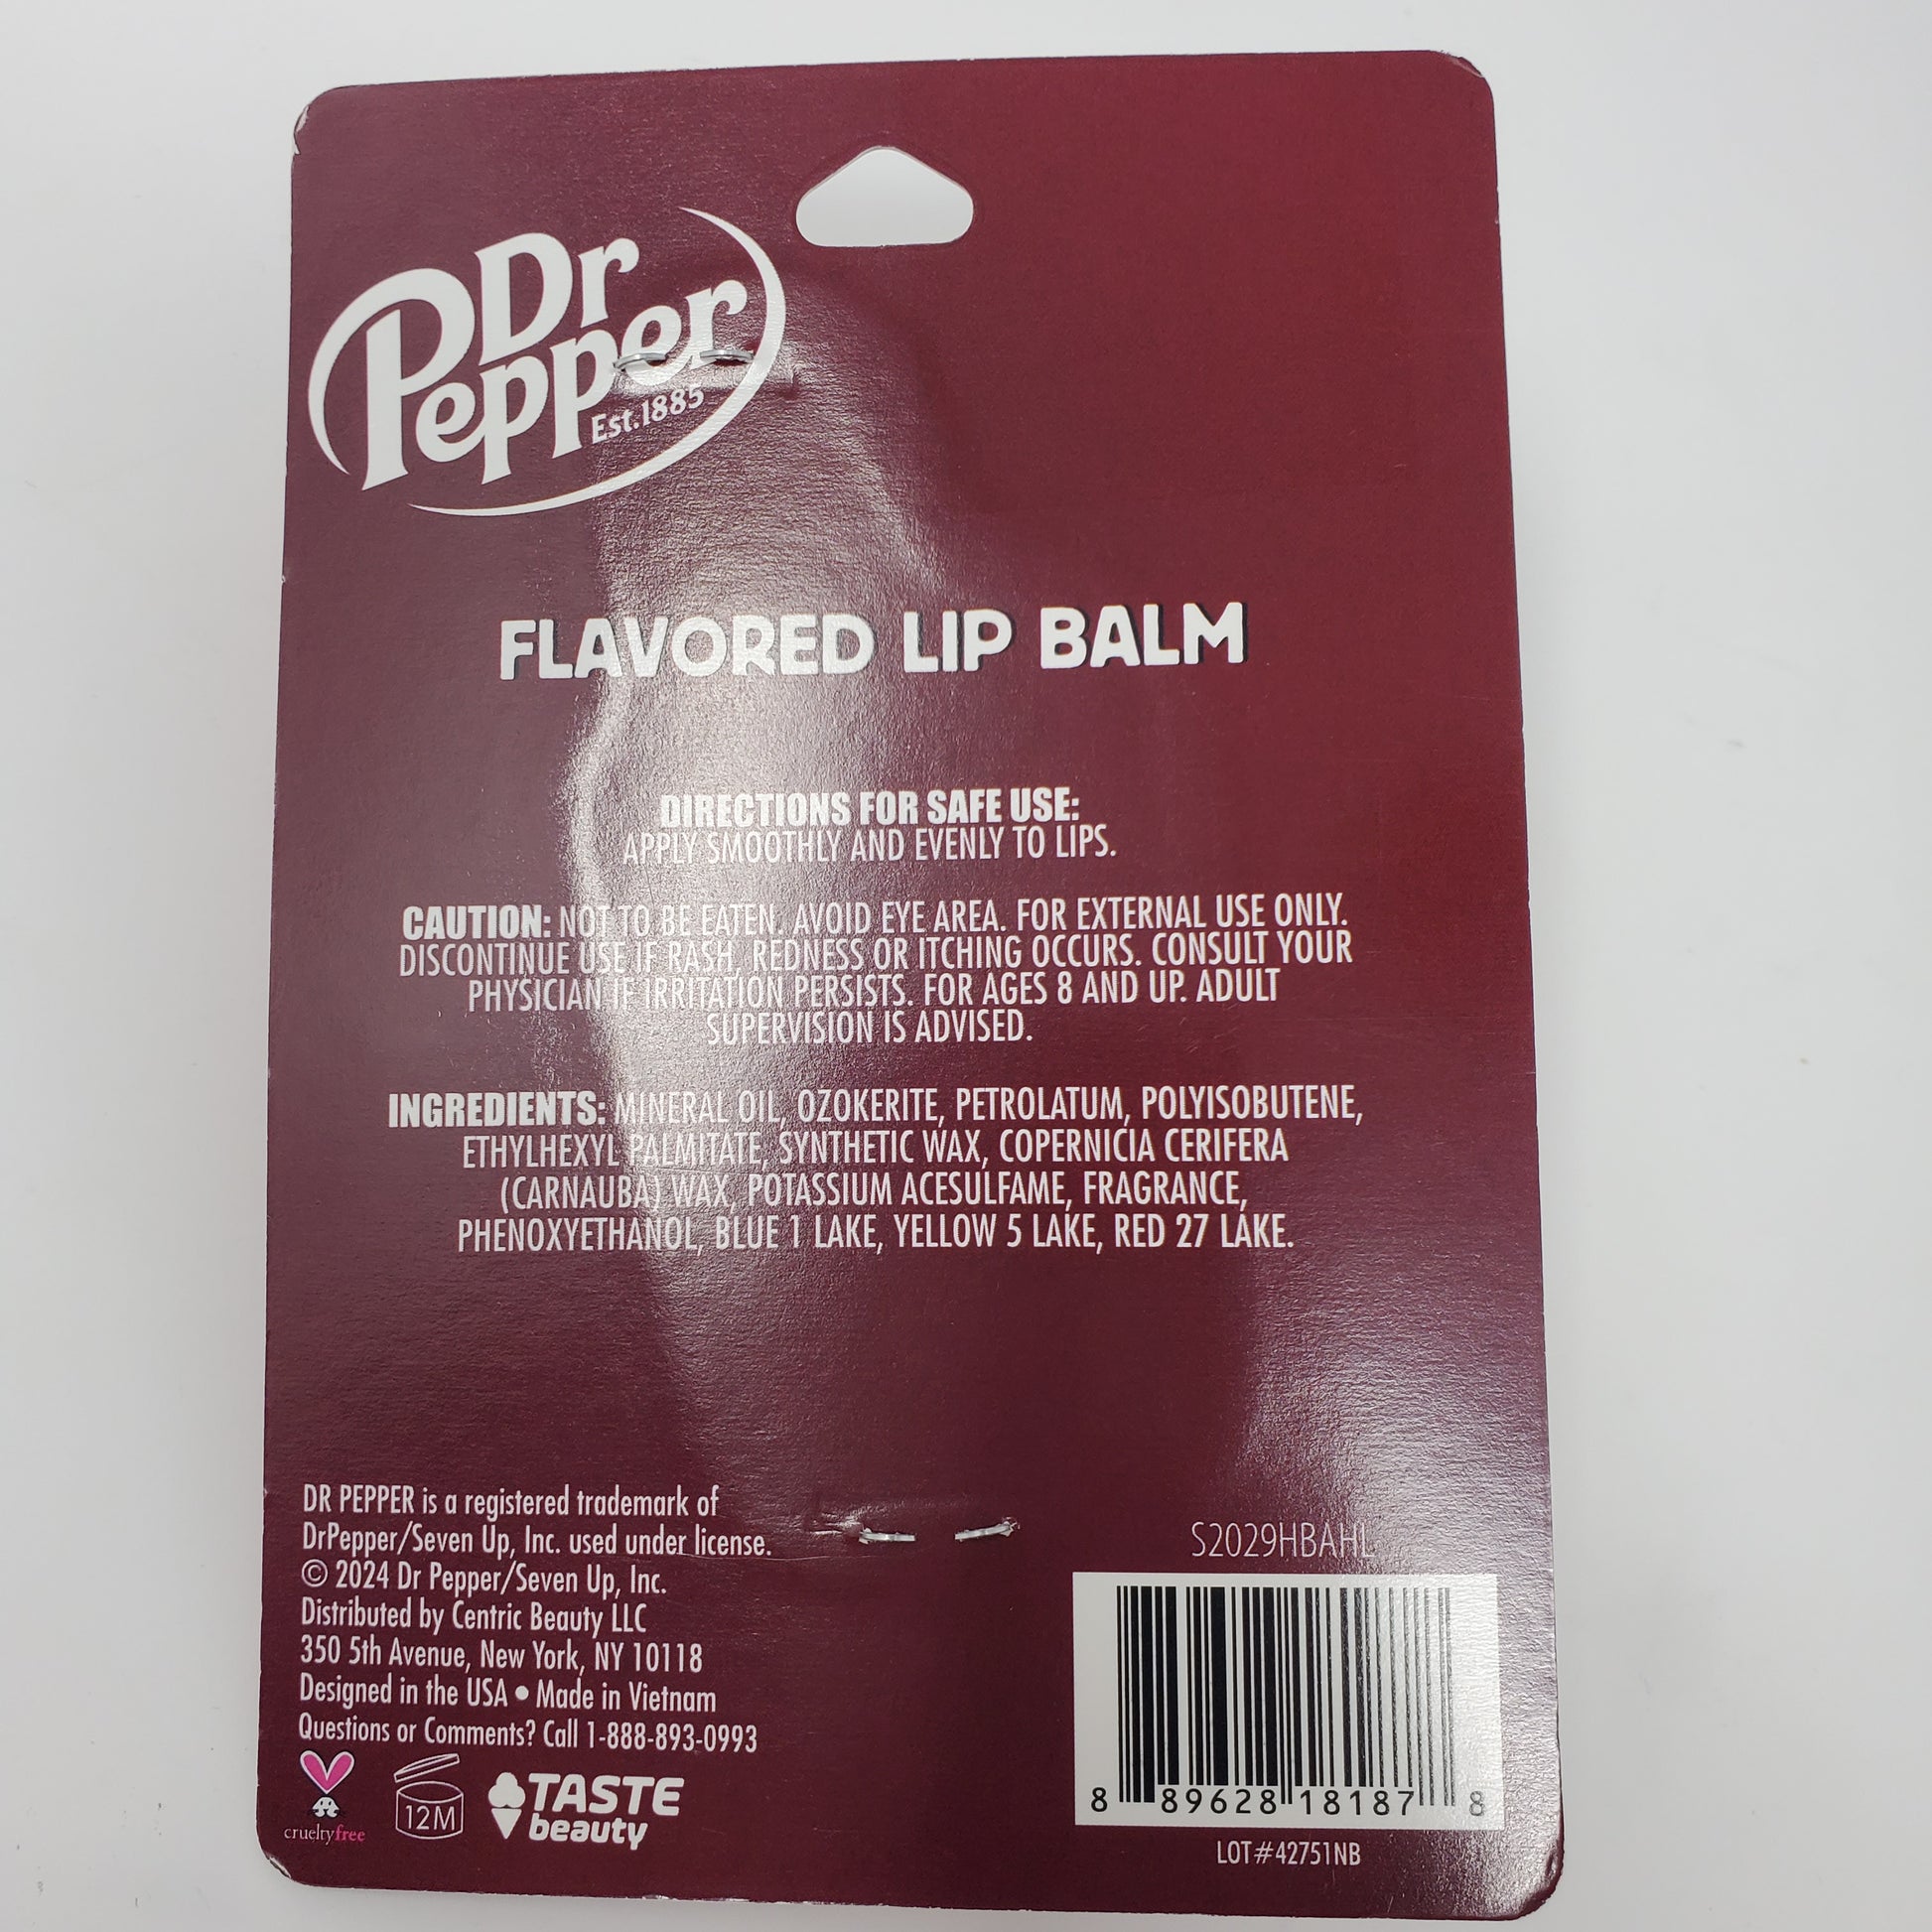 Dr
Pepper
Est.1885
FLAVORED LIP BALM
DIRECTIONS FOR SAFE USE:
APPLY SMOOTHLY AND EVENLY TO LIPS.
CAUTION: NOT TO BE EATEN. AVOID EYE AREA. FOR EXTERNAL USE ONLY.
DISCONTINUE USE IF RASH, REDNESS OR ITCHING OCCURS. CONSULT YOUR
PHYSICIAN IF IRRITATION PERSISTS. FOR AGES 8 AND UP. ADULT
SUPERVISION IS ADVISED.
INGREDIENTS: MINERAL OIL, OZOKERITE, PETROLATUM, POLYISOBUTENE,
ETHYLHEXYL PALMITATE, SYNTHETIC WAX, COPERNICIA CERIFERA
(CARNAUBA) WAX, POTASSIUM ACESULFAME, FRAGRANCE,
PHENOXYETHANOL, BLUE 1 LAKE, YELLOW 5 LAKE, RED 27 LAKE.
DR PEPPER is a registered trademark of
DrPepper/Seven Up, Inc. used under license.
© 2024 Dr Pepper/Seven Up, Inc.
Distributed by Centric Beauty LLC
350 5th Avenue, New York, NY 10118
Designed in the USA • Made in Vietnam
Questions or Comments? Call 1-888-893-0993
crueltyfree
12M
TASTE
beauty
S2029HBAHL
8 89628 18187 8
LOT#42751NB